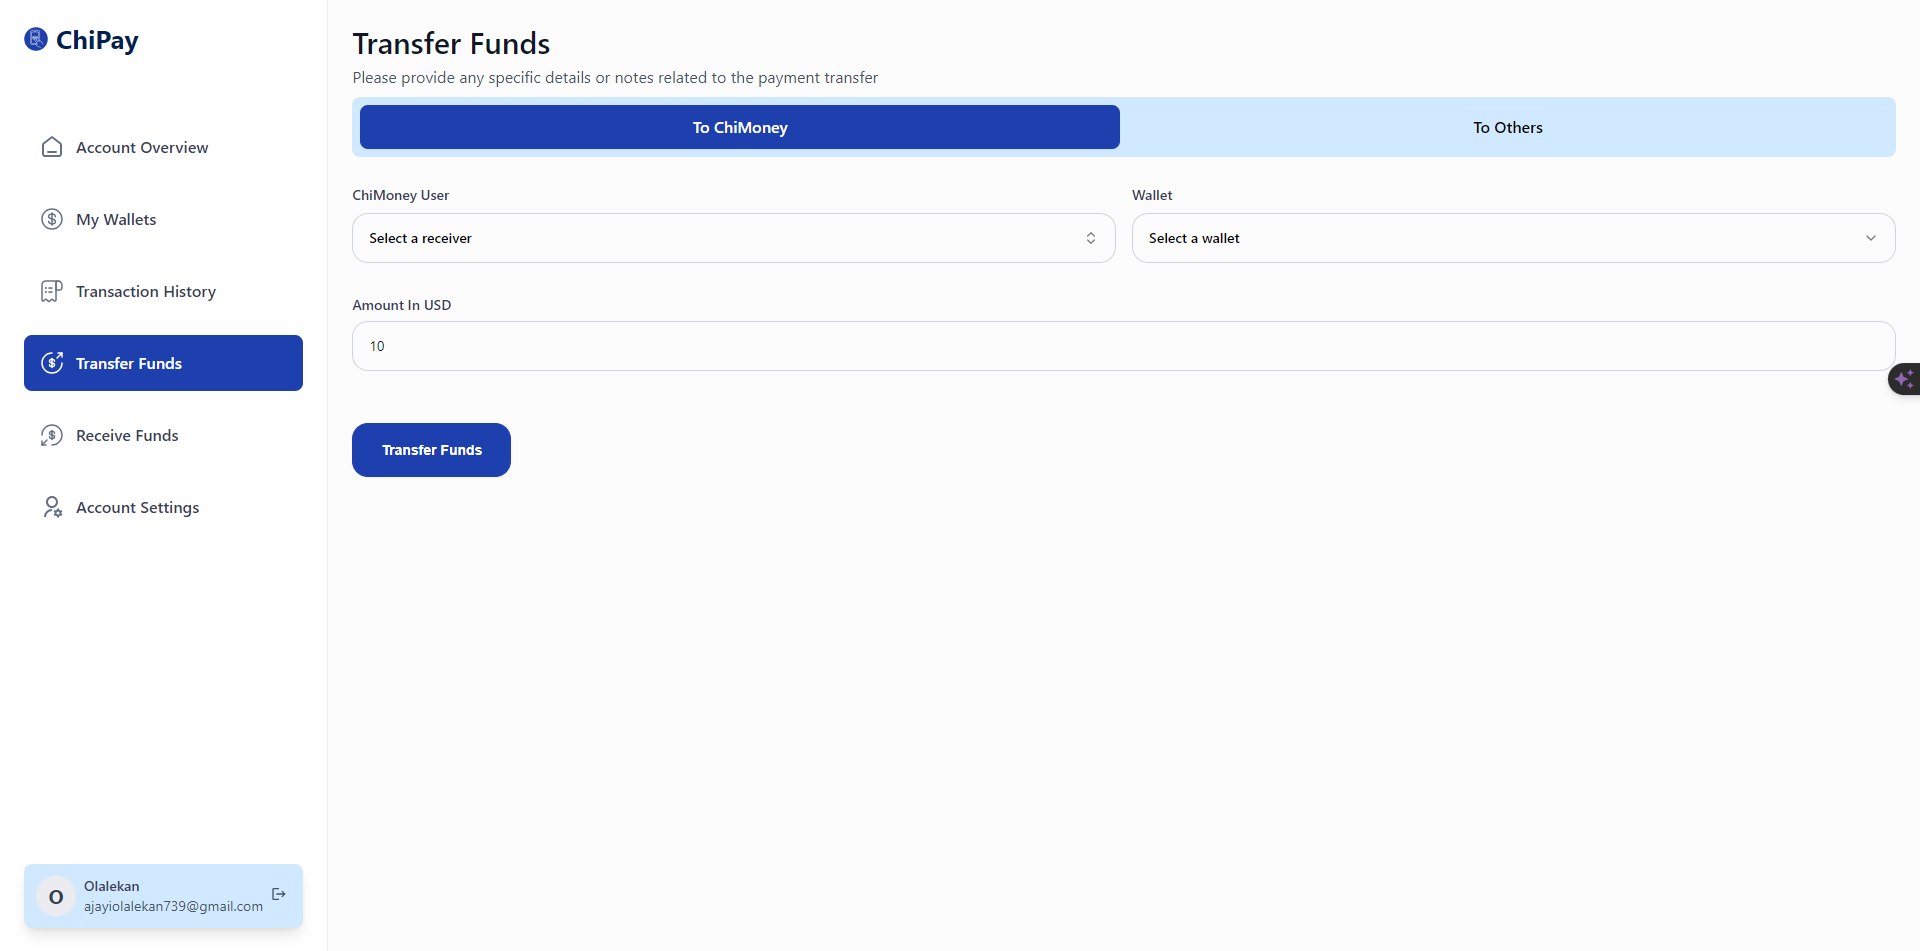 ChiPay
Account Overview
My Wallets
Transaction History
Transfer Funds
Receive Funds
Account Settings
O
Olalekan
ajayiolalekan739@gmail.com
Transfer Funds
Please provide any specific details or notes related to the payment transfer
To ChiMoney
To Others
ChiMoney User
Wallet
Select a receiver
Select a wallet
Amount In USD
10
Transfer Funds